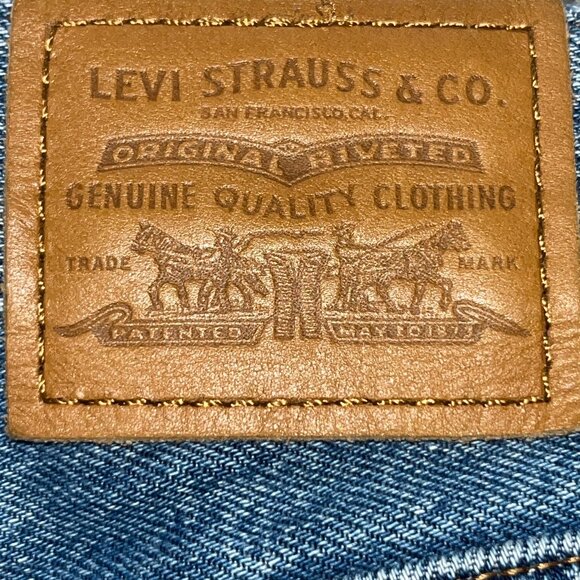 LEVI STRAUSS & CO.
SAN FRANCISCO, CAL.
ORIGINAL RIVETED
GENUINE QUALITY CLOTHING
TRADE MARK
PATENTED MAY 20 1873